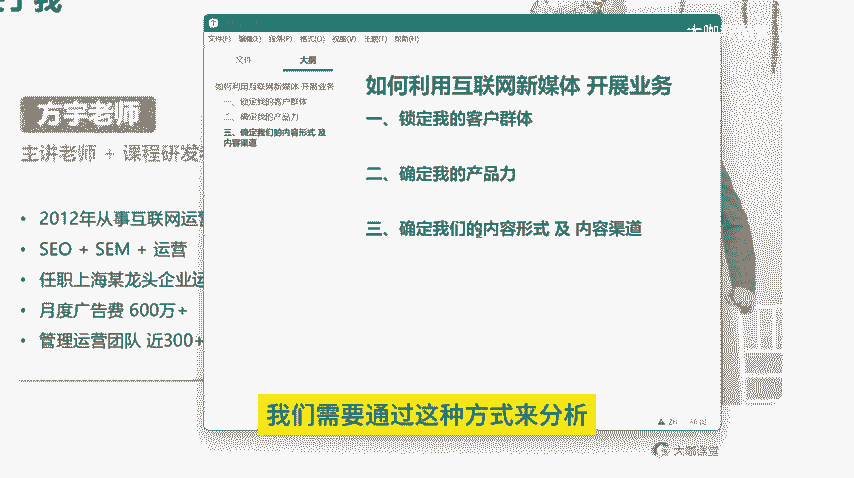 了我
方宇老师
主讲老师 + 课程研发
• 2012年从事互联网运营
• SEO + SEM + 运营
• 任职上海某龙头企业运
• 月度广告费 600万+
• 管理运营团队 近300+
文件(F) 编辑(E) 段落(P) 格式(O) 视图(V) 主题(T) 帮助(H)
文件 大纲
如何利用互联网新媒体 开展业务
一、锁定我的客户群体
二、确定我的产品力
三、确定我们的内容形式 及
内容渠道
如何利用互联网新媒体 开展业务
一、锁定我的客户群体
二、确定我的产品力
三、确定我们的内容形式 及 内容渠道
我们需要通过这种方式来分析
大咖课堂